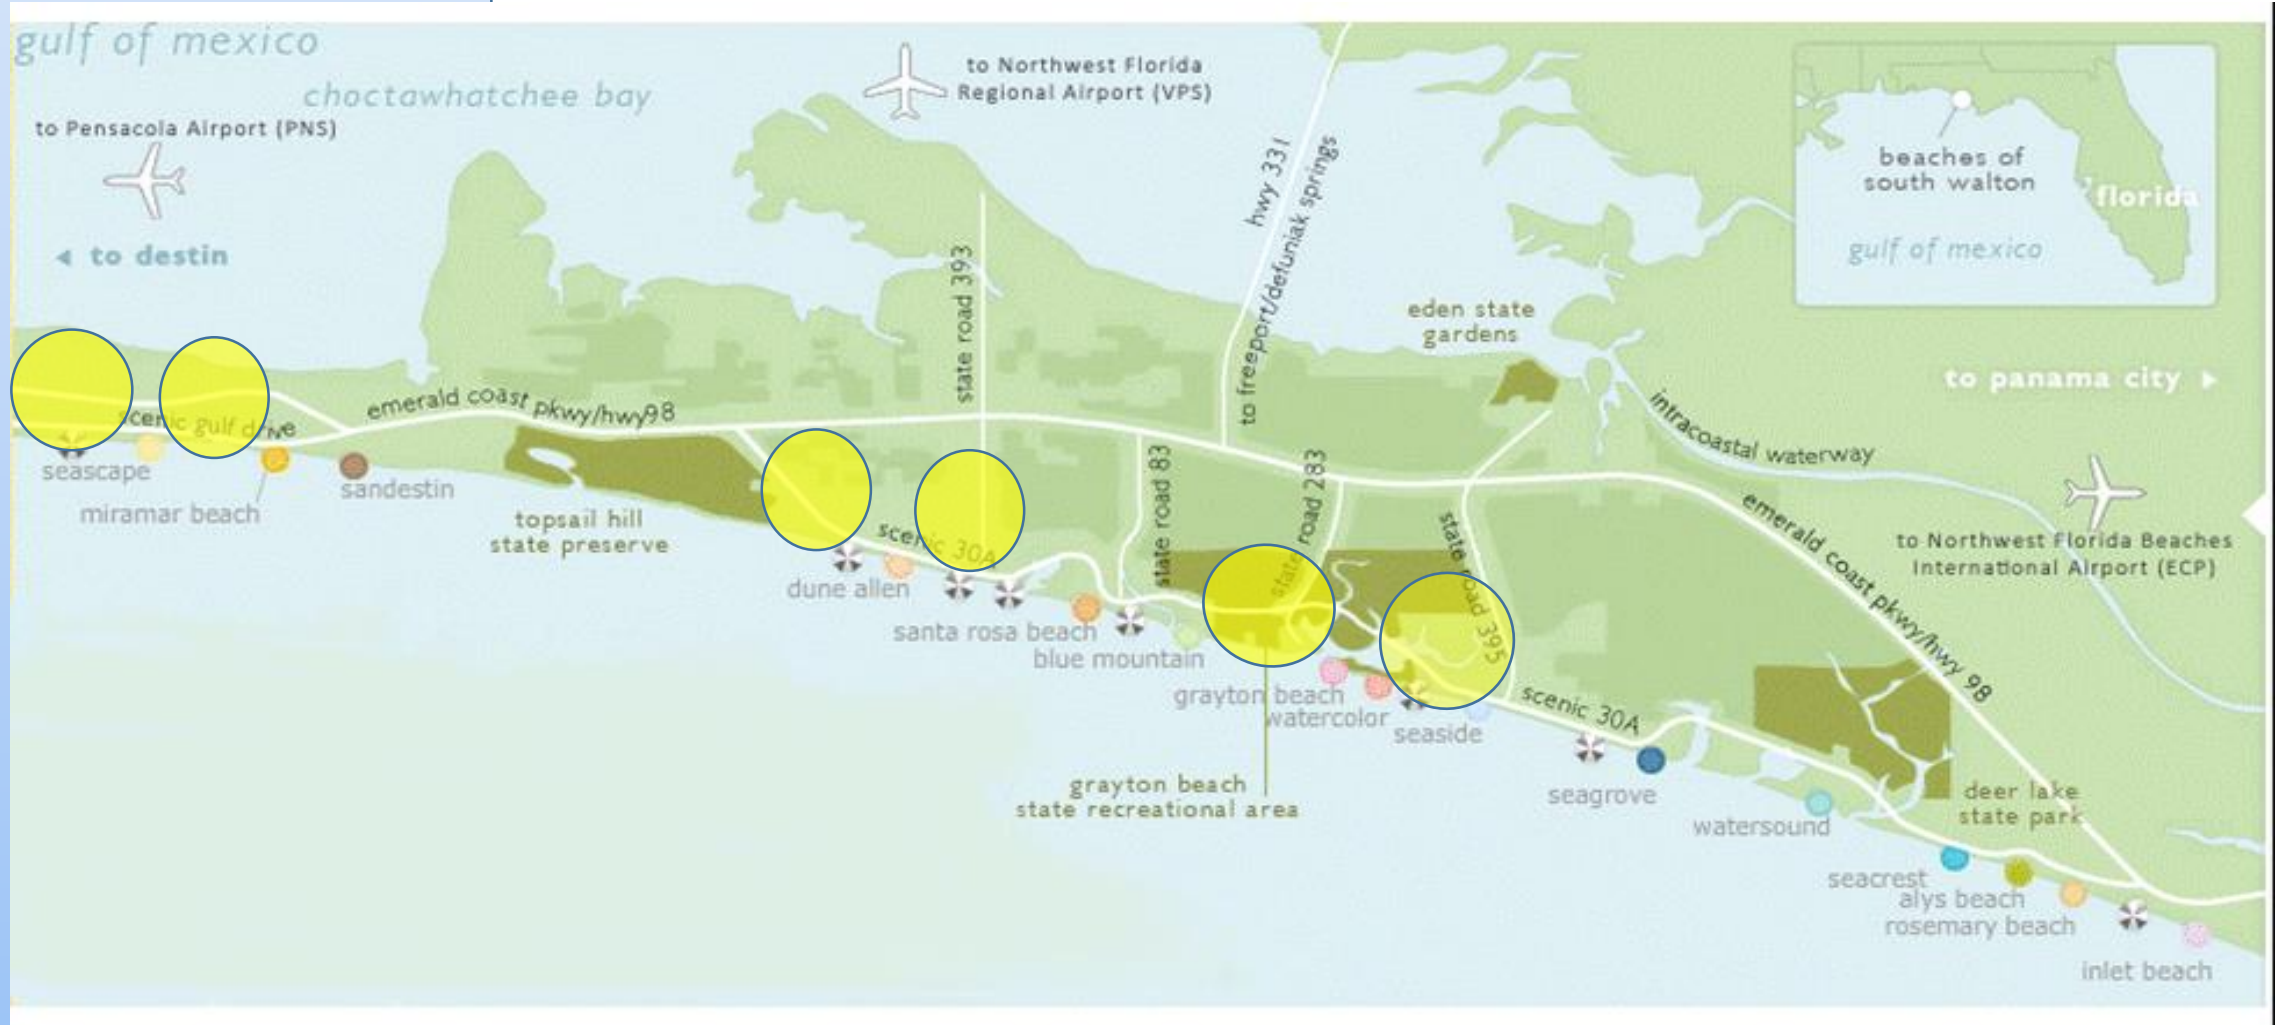 gulf of mexico
choctawhatchee bay
to Pensacola Airport (PNS)
to destin
to Northwest Florida
Regional Airport (VPS)
hwy 331
to freeport/defuniak springs
beaches of
south walton
florida
gulf of mexico
state road 393
eden state
gardens
to panama city
intracoastal waterway
emerald coast pkwy/hwy98
scenic gulf drive
seascape
miramar beach
sandestin
topsail hill
state preserve
scenic 30A
dune allen
santa rosa beach
blue mountain
state road 83
state road 283
state road 395
emerald coast pkwy/hwy 98
to Northwest Florida Beaches
International Airport (ECP)
grayton beach
watercolor
seaside
scenic 30A
grayton beach
state recreational area
seagrove
watersound
deer lake
state park
seacrest
alys beach
rosemary beach
inlet beach